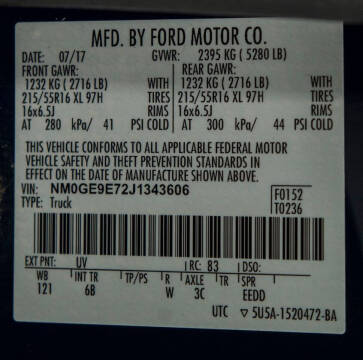 MFD. BY FORD MOTOR CO.
DATE: 07/17 GVWR: 2395 KG ( 5280 LB)
FRONT GAWR: REAR GAWR:
1232 KG ( 2716 LB) WITH 1232 KG ( 2716 LB) WITH
215/55R16 XL 97H TIRES 215/55R16 XL 97H TIRES
16x6.5J RIMS 16x6.5J RIMS
AT 280 kPa/ 41 PSI COLD AT 300 kPa/ 44 PSI COLD
THIS VEHICLE CONFORMS TO ALL APPLICABLE FEDERAL MOTOR
VEHICLE SAFETY AND THEFT PREVENTION STANDARDS IN
EFFECT ON THE DATE OF MANUFACTURE SHOWN ABOVE.
VIN: NM0GE9E72J1343606 F0152
TYPE: Truck T0236
EXT PNT: UV RC: 83 DSO:
WB INT TR TP/PS R AXLE TR SPR
121 6B W 3C EEDD
UTC ▽5U5A-1520472-BA